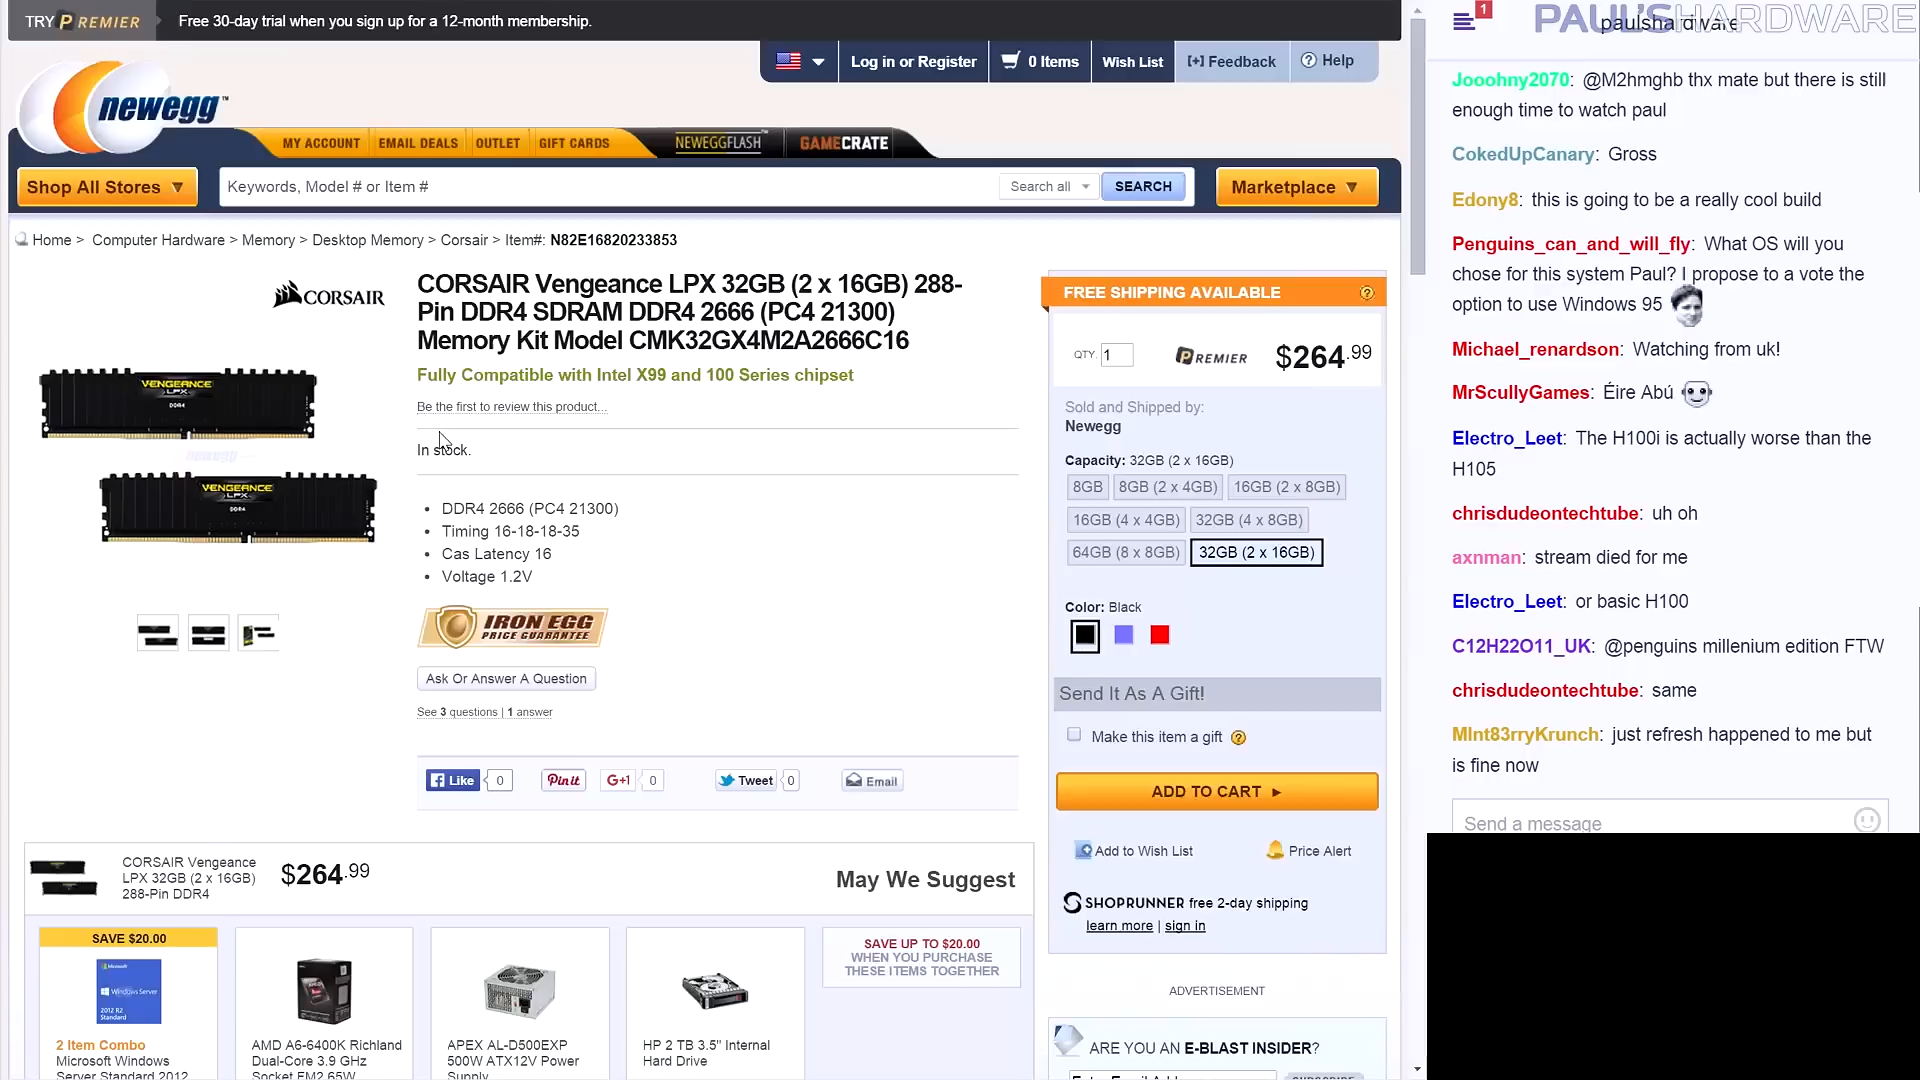 TRY PREMIER
Free 30-day trial when you sign up for a 12-month membership.
Log in or Register
0 Items
Wish List
[+] Feedback
Help
newegg™
MY ACCOUNT
EMAIL DEALS
OUTLET
GIFT CARDS
NEWEGGFLASH™
GAMECRATE
Shop All Stores ▼
Keywords, Model # or Item #
Search all
SEARCH
Marketplace ▼
Home > Computer Hardware > Memory > Desktop Memory > Corsair > Item#: N82E16820233853
CORSAIR
VENGEANCE
LPX
DDR4
newegg
VENGEANCE
LPX
DDR4
CORSAIR Vengeance LPX 32GB (2 x 16GB) 288-
Pin DDR4 SDRAM DDR4 2666 (PC4 21300)
Memory Kit Model CMK32GX4M2A2666C16
Fully Compatible with Intel X99 and 100 Series chipset
Be the first to review this product...
In stock.
• DDR4 2666 (PC4 21300)
• Timing 16-18-18-35
• Cas Latency 16
• Voltage 1.2V
IRON EGG
PRICE GUARANTEE
Ask Or Answer A Question
See 3 questions | 1 answer
Like 0
Pin it
G+1 0
Tweet 0
Email
FREE SHIPPING AVAILABLE
QTY. 1
PREMIER
$264.99
Sold and Shipped by:
Newegg
Capacity: 32GB (2 x 16GB)
8GB
8GB (2 x 4GB)
16GB (2 x 8GB)
16GB (4 x 4GB)
32GB (4 x 8GB)
64GB (8 x 8GB)
32GB (2 x 16GB)
Color: Black
Send It As A Gift!
Make this item a gift
ADD TO CART ►
Add to Wish List
Price Alert
SHOPRUNNER free 2-day shipping
learn more | sign in
ADVERTISEMENT
ARE YOU AN E-BLAST INSIDER?
SUBSCRIBE
CORSAIR Vengeance
LPX 32GB (2 x 16GB)
288-Pin DDR4
$264.99
May We Suggest
SAVE $20.00
Microsoft
Windows Server
2012 R2
Standard
2 Item Combo
Microsoft Windows
Server Standard 2012
AMD A6-6400K Richland
Dual-Core 3.9 GHz
Socket FM2 65W
APEX AL-D500EXP
500W ATX12V Power
Supply
HP 2 TB 3.5" Internal
Hard Drive
SAVE UP TO $20.00
WHEN YOU PURCHASE
THESE ITEMS TOGETHER
1
PAUL'S HARDWARE
paulshardware
Jooohny2070: @M2hmghb thx mate but there is still
enough time to watch paul
CokedUpCanary: Gross
Edony8: this is going to be a really cool build
Penguins_can_and_will_fly: What OS will you
chose for this system Paul? I propose to a vote the
option to use Windows 95
Michael_renardson: Watching from uk!
MrScullyGames: Éire Abú
Electro_Leet: The H100i is actually worse than the
H105
chrisdudeontechtube: uh oh
axnman: stream died for me
Electro_Leet: or basic H100
C12H22O11_UK: @penguins millenium edition FTW
chrisdudeontechtube: same
MInt83rryKrunch: just refresh happened to me but
is fine now
Send a message